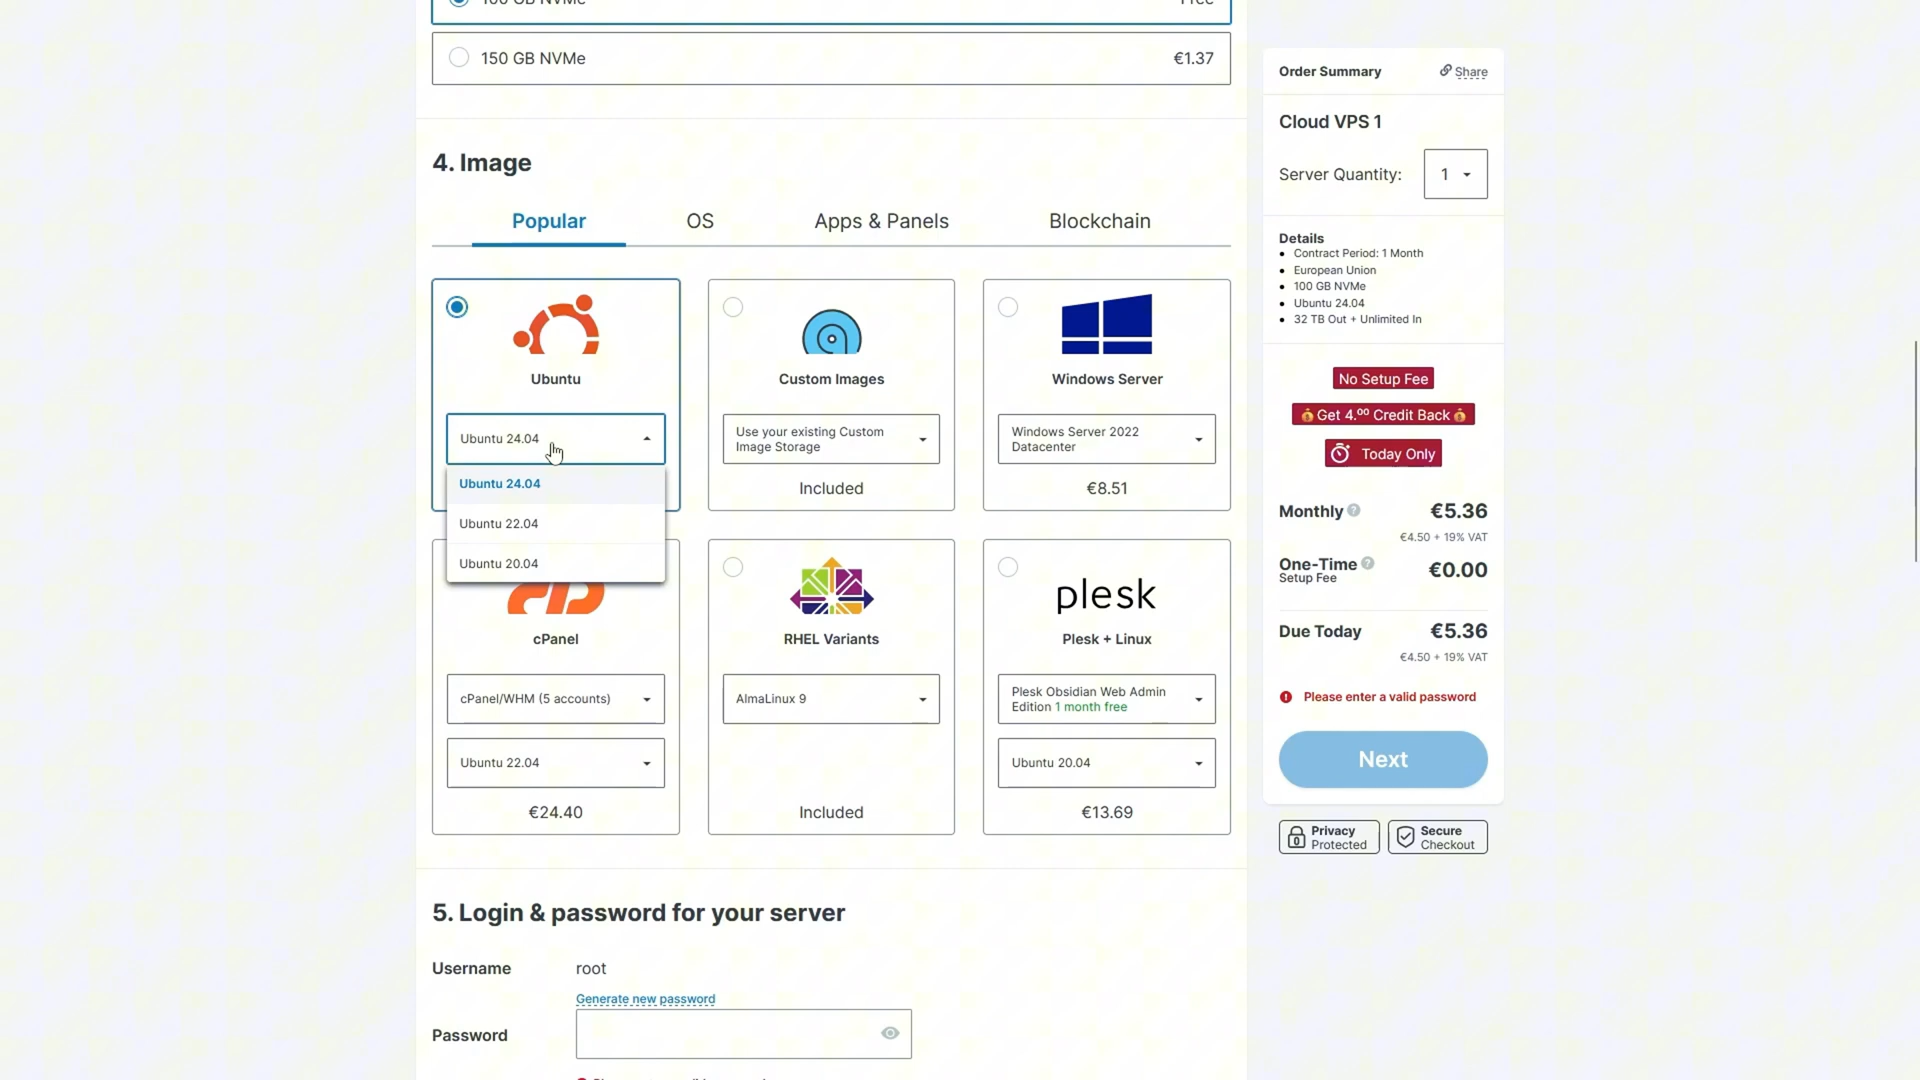 100 GB NVMe
Free
150 GB NVMe
€1.37
4. Image
Popular
OS
Apps & Panels
Blockchain
Ubuntu
Ubuntu 24.04
Ubuntu 24.04
Ubuntu 22.04
Ubuntu 20.04
Custom Images
Use your existing Custom
Image Storage
Included
Windows Server
Windows Server 2022
Datacenter
€8.51
cPanel
cPanel/WHM (5 accounts)
Ubuntu 22.04
€24.40
RHEL Variants
AlmaLinux 9
Included
plesk
Plesk + Linux
Plesk Obsidian Web Admin
Edition 1 month free
Ubuntu 20.04
€13.69
5. Login & password for your server
Username
root
Generate new password
Password
Order Summary
Share
Cloud VPS 1
Server Quantity:
1
Details
Contract Period: 1 Month
European Union
100 GB NVMe
Ubuntu 24.04
32 TB Out + Unlimited In
No Setup Fee
Get 4.⁰⁰ Credit Back
Today Only
Monthly
€5.36
€4.50 + 19% VAT
One-Time
Setup Fee
€0.00
Due Today
€5.36
€4.50 + 19% VAT
Please enter a valid password
Next
Privacy
Protected
Secure
Checkout